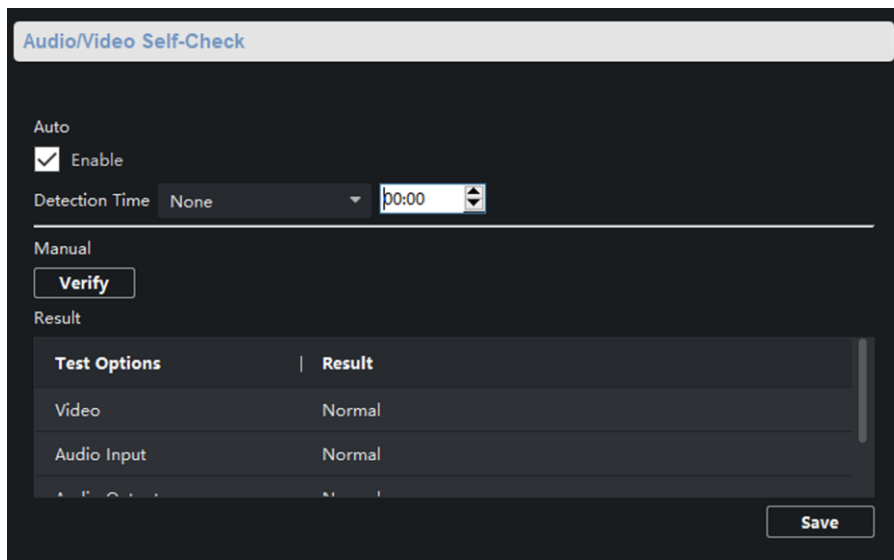 Audio/Video Self-Check
Auto
Enable
Detection Time None 00:00
Manual
Verify
Result
Test Options | Result
Video Normal
Audio Input Normal
Save